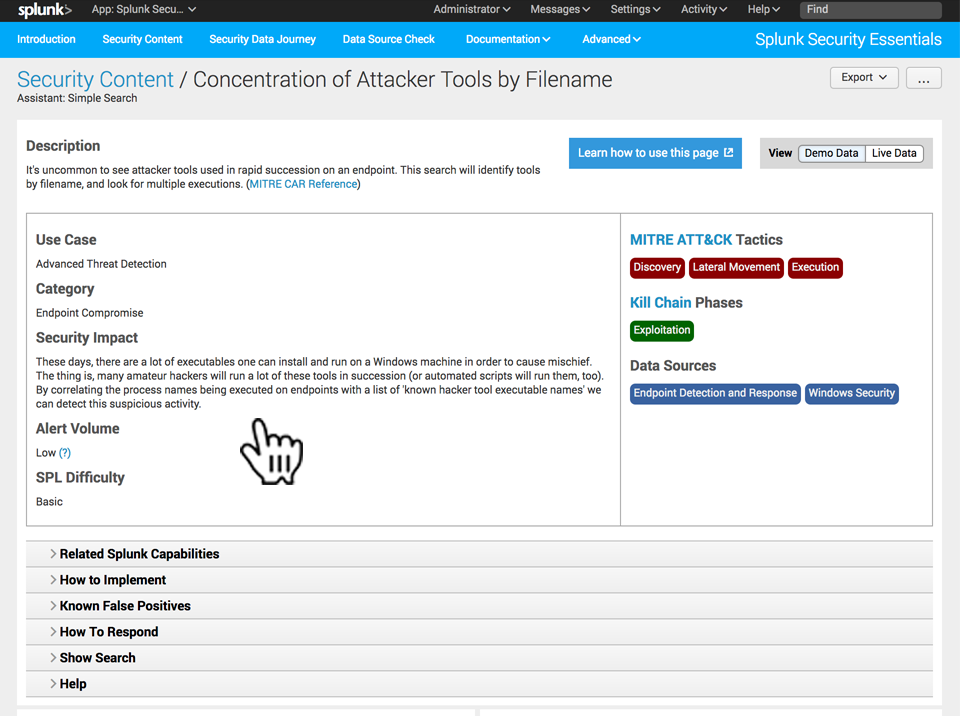 splunk> App: Splunk Secu... Administrator Messages Settings Activity Help Find
Introduction Security Content Security Data Journey Data Source Check Documentation Advanced Splunk Security Essentials
Security Content / Concentration of Attacker Tools by Filename
Assistant: Simple Search
Export ...
Description
It's uncommon to see attacker tools used in rapid succession on an endpoint. This search will identify tools
by filename, and look for multiple executions. (MITRE CAR Reference)
Learn how to use this page
View Demo Data Live Data
Use Case
Advanced Threat Detection
Category
Endpoint Compromise
Security Impact
These days, there are a lot of executables one can install and run on a Windows machine in order to cause mischief.
The thing is, many amateur hackers will run a lot of these tools in succession (or automated scripts will run them, too).
By correlating the process names being executed on endpoints with a list of 'known hacker tool executable names' we
can detect this suspicious activity.
Alert Volume
Low (?)
SPL Difficulty
Basic
MITRE ATT&CK Tactics
Discovery Lateral Movement Execution
Kill Chain Phases
Exploitation
Data Sources
Endpoint Detection and Response Windows Security
Related Splunk Capabilities
How to Implement
Known False Positives
How To Respond
Show Search
Help